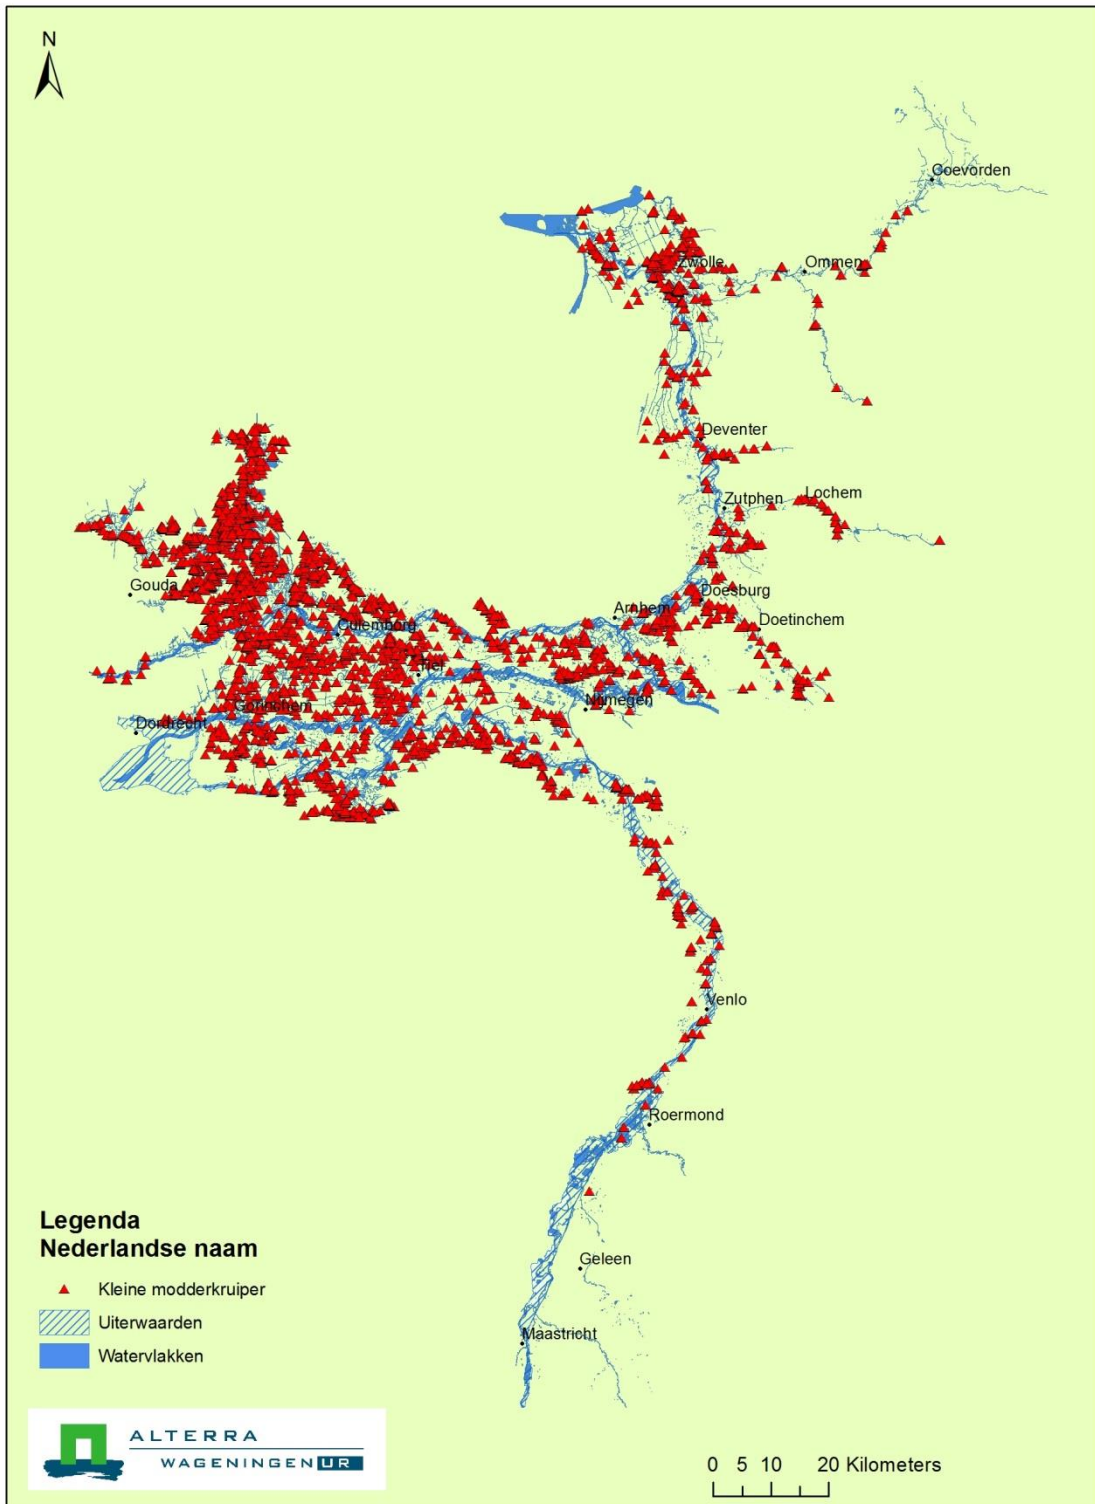 N
Coevorden
Zwolle
Ommen
Deventer
Zutphen
Lochem
Gouda
Doesburg
Arnhem
Doetinchem
Culemborg
Tiel
Nijmegen
Gorinchem
Dordrecht
Venlo
Roermond
Geleen
Maastricht
Legenda
Nederlandse naam
Kleine modderkruiper
Uiterwaarden
Watervlakken
ALTERRA
WAGENINGEN UR
0 5 10 20 Kilometers